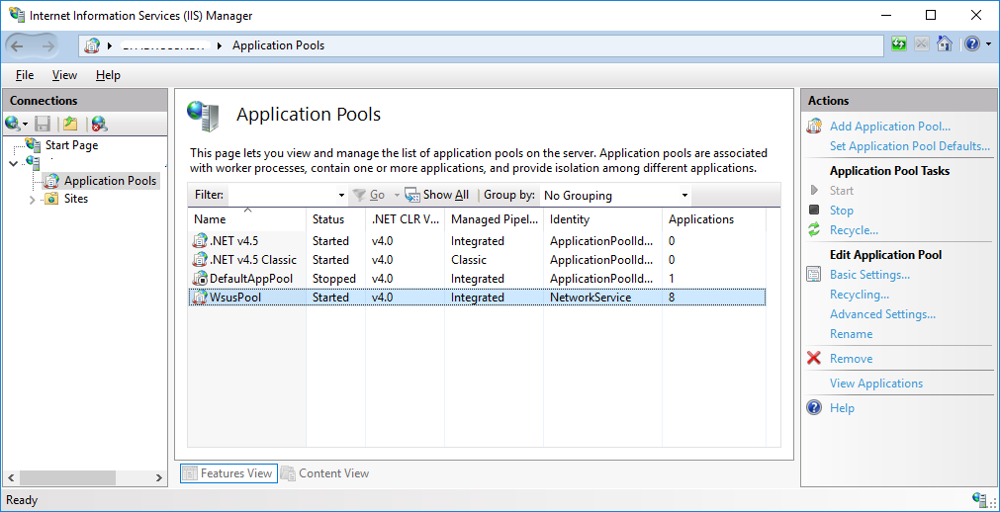 Internet Information Services (IIS) Manager
Application Pools
File View Help
Connections
Start Page
Application Pools
Sites
Application Pools
This page lets you view and manage the list of application pools on the server. Application pools are associated
with worker processes, contain one or more applications, and provide isolation among different applications.
Filter: Go Show All Group by: No Grouping
Name Status .NET CLR V... Managed Pipel... Identity Applications
.NET v4.5 Started v4.0 Integrated ApplicationPoolId... 0
.NET v4.5 Classic Started v4.0 Classic ApplicationPoolId... 0
DefaultAppPool Stopped v4.0 Integrated ApplicationPoolId... 1
WsusPool Started v4.0 Integrated NetworkService 8
Features View Content View
Actions
Add Application Pool...
Set Application Pool Defaults...
Application Pool Tasks
Start
Stop
Recycle...
Edit Application Pool
Basic Settings...
Recycling...
Advanced Settings...
Rename
Remove
View Applications
Help
Ready